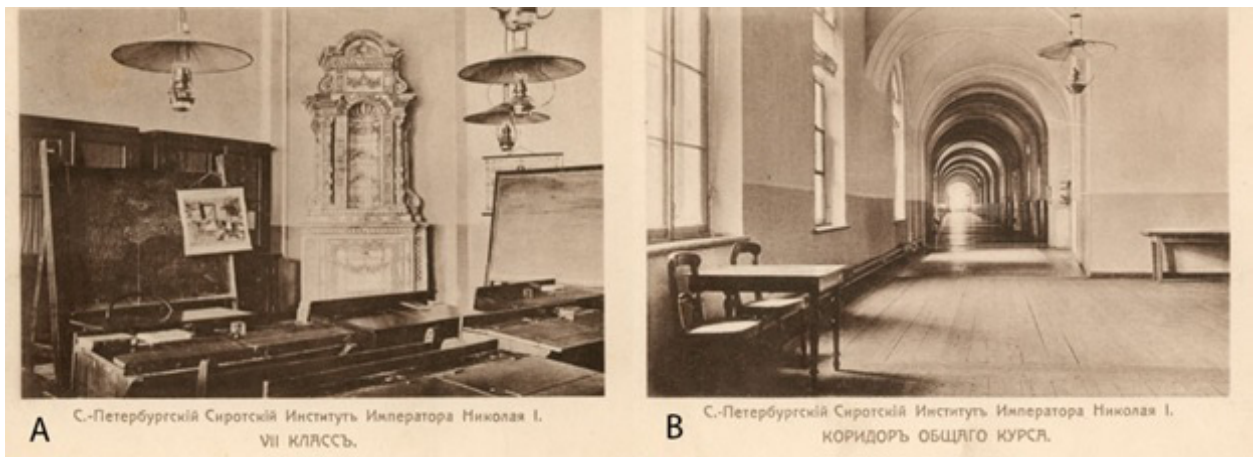 С.-Петербургскій Сиротскій Институтъ Императора Николая I.
VII КЛАССЪ.
A
С.-Петербургскій Сиротскій Институтъ Императора Николая I.
КОРИДОРЪ ОБЩАГО КУРСА.
B